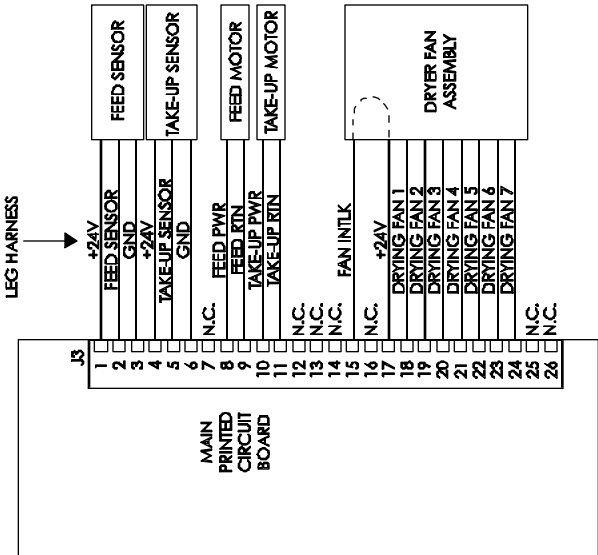 LEG HARNESS
FEED SENSOR
TAKE-UP SENSOR
FEED MOTOR
TAKE-UP MOTOR
DRYER FAN
ASSEMBLY
+24V
FEED SENSOR
GND
+24V
TAKE-UP SENSOR
GND
N.C.
FEED PWR
FEED RTN
TAKE-UP PWR
TAKE-UP RTN
N.C.
N.C.
N.C.
FAN INTLK
N.C.
+24V
DRYING FAN 1
DRYING FAN 2
DRYING FAN 3
DRYING FAN 4
DRYING FAN 5
DRYING FAN 6
DRYING FAN 7
N.C.
N.C.
J3
1
2
3
4
5
6
7
8
9
10
11
12
13
14
15
16
17
18
19
20
21
22
23
24
25
26
MAIN
PRINTED
CIRCUIT
BOARD